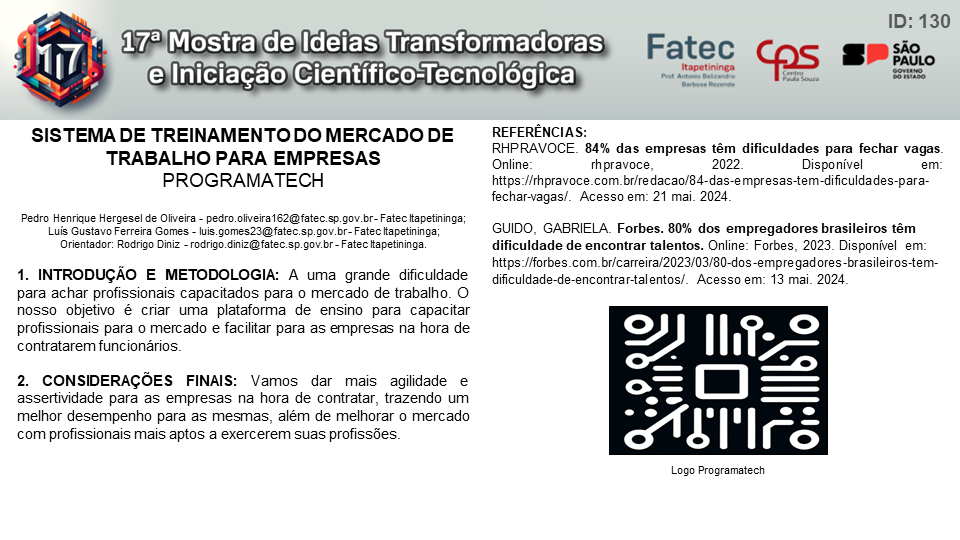 ID: 130
M17
17ª Mostra de Ideias Transformadoras
e Iniciação Científico-Tecnológica
Fatec
Itapetininga
Prof. Antonio Belizandro
Barbosa Rezende
CPS
Centro
Paula Souza
SP
SÃO PAULO
GOVERNO
DO ESTADO
SISTEMA DE TREINAMENTO DO MERCADO DE
TRABALHO PARA EMPRESAS
PROGRAMATECH
Pedro Henrique Hergesel de Oliveira - pedro.oliveira162@fatec.sp.gov.br - Fatec Itapetininga;
Luís Gustavo Ferreira Gomes - luis.gomes23@fatec.sp.gov.br - Fatec Itapetininga;
Orientador: Rodrigo Diniz - rodrigo.diniz@fatec.sp.gov.br - Fatec Itapetininga.
1. INTRODUÇÃO E METODOLOGIA: A uma grande dificuldade
para achar profissionais capacitados para o mercado de trabalho. O
nosso objetivo é criar uma plataforma de ensino para capacitar
profissionais para o mercado e facilitar para as empresas na hora de
contratarem funcionários.
2. CONSIDERAÇÕES FINAIS: Vamos dar mais agilidade e
assertividade para as empresas na hora de contratar, trazendo um
melhor desempenho para as mesmas, além de melhorar o mercado
com profissionais mais aptos a exercerem suas profissões.
REFERÊNCIAS:
RHPRAVOCE. 84% das empresas têm dificuldades para fechar vagas.
Online: rhpravoce, 2022. Disponível em:
https://rhpravoce.com.br/redacao/84-das-empresas-tem-dificuldades-para-
fechar-vagas/. Acesso em: 21 mai. 2024.
GUIDO, GABRIELA. Forbes. 80% dos empregadores brasileiros têm
dificuldade de encontrar talentos. Online: Forbes, 2023. Disponível em:
https://forbes.com.br/carreira/2023/03/80-dos-empregadores-brasileiros-tem-
dificuldade-de-encontrar-talentos/. Acesso em: 13 mai. 2024.
Logo Programatech